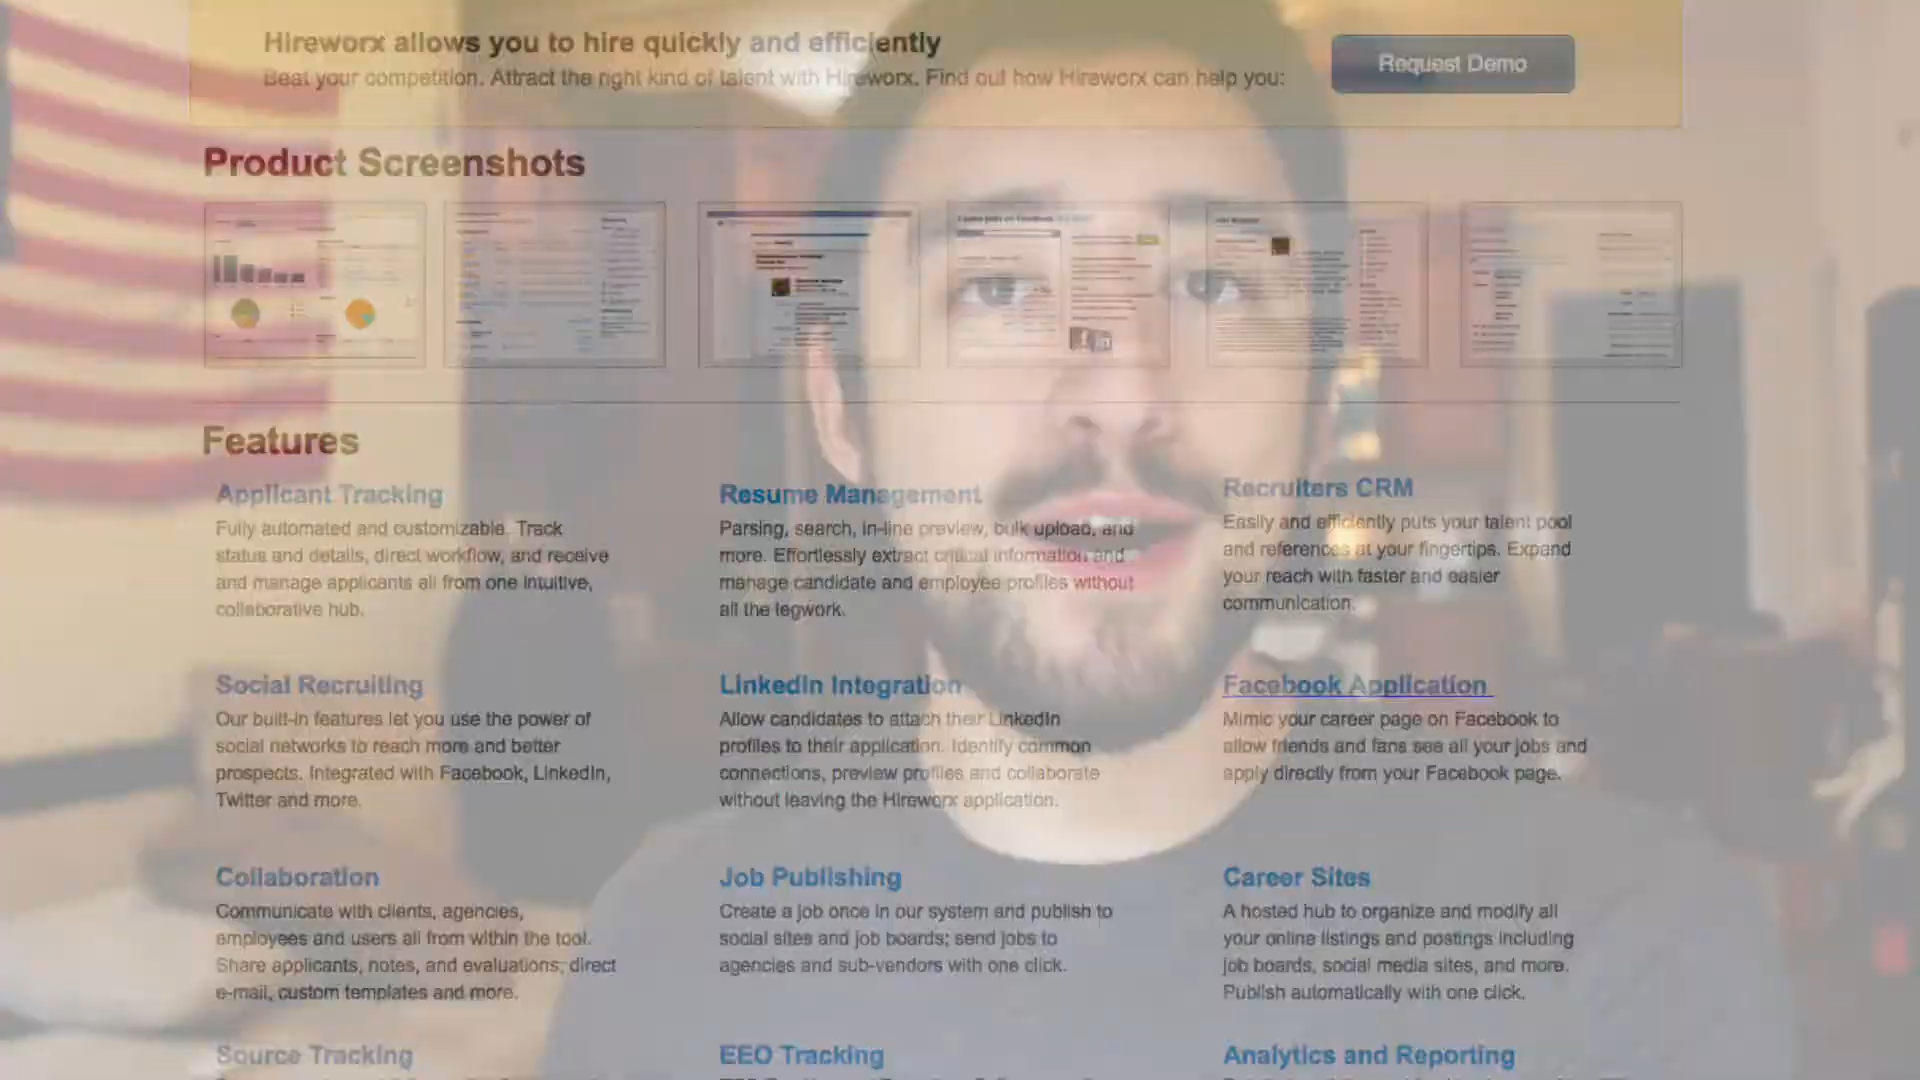 Hireworx allows you to hire quickly and efficiently
Beat your competition. Attract the right kind of talent with Hireworx. Find out how Hireworx can help you:
Request Demo
Product Screenshots
Features
Applicant Tracking
Fully automated and customizable. Track
status and details, direct workflow, and receive
and manage applicants all from one intuitive,
collaborative hub.
Resume Management
Parsing, search, in-line preview, bulk upload, and
more. Effortlessly extract critical information and
manage candidate and employee profiles without
all the legwork.
Recruiters CRM
Easily and efficiently puts your talent pool
and references at your fingertips. Expand
your reach with faster and easier
communication.
Social Recruiting
Our built-in features let you use the power of
social networks to reach more and better
prospects. Integrated with Facebook, LinkedIn,
Twitter and more.
LinkedIn Integration
Allow candidates to attach their LinkedIn
profiles to their application. Identify common
connections, preview profiles and collaborate
without leaving the Hireworx application.
Facebook Application
Mimic your career page on Facebook to
allow friends and fans see all your jobs and
apply directly from your Facebook page.
Collaboration
Communicate with clients, agencies,
employees and users all from within the tool.
Share applicants, notes, and evaluations; direct
e-mail, custom templates and more.
Job Publishing
Create a job once in our system and publish to
social sites and job boards; send jobs to
agencies and sub-vendors with one click.
Career Sites
A hosted hub to organize and modify all
your online listings and postings including
job boards, social media sites, and more.
Publish automatically with one click.
Source Tracking
EEO Tracking
Analytics and Reporting